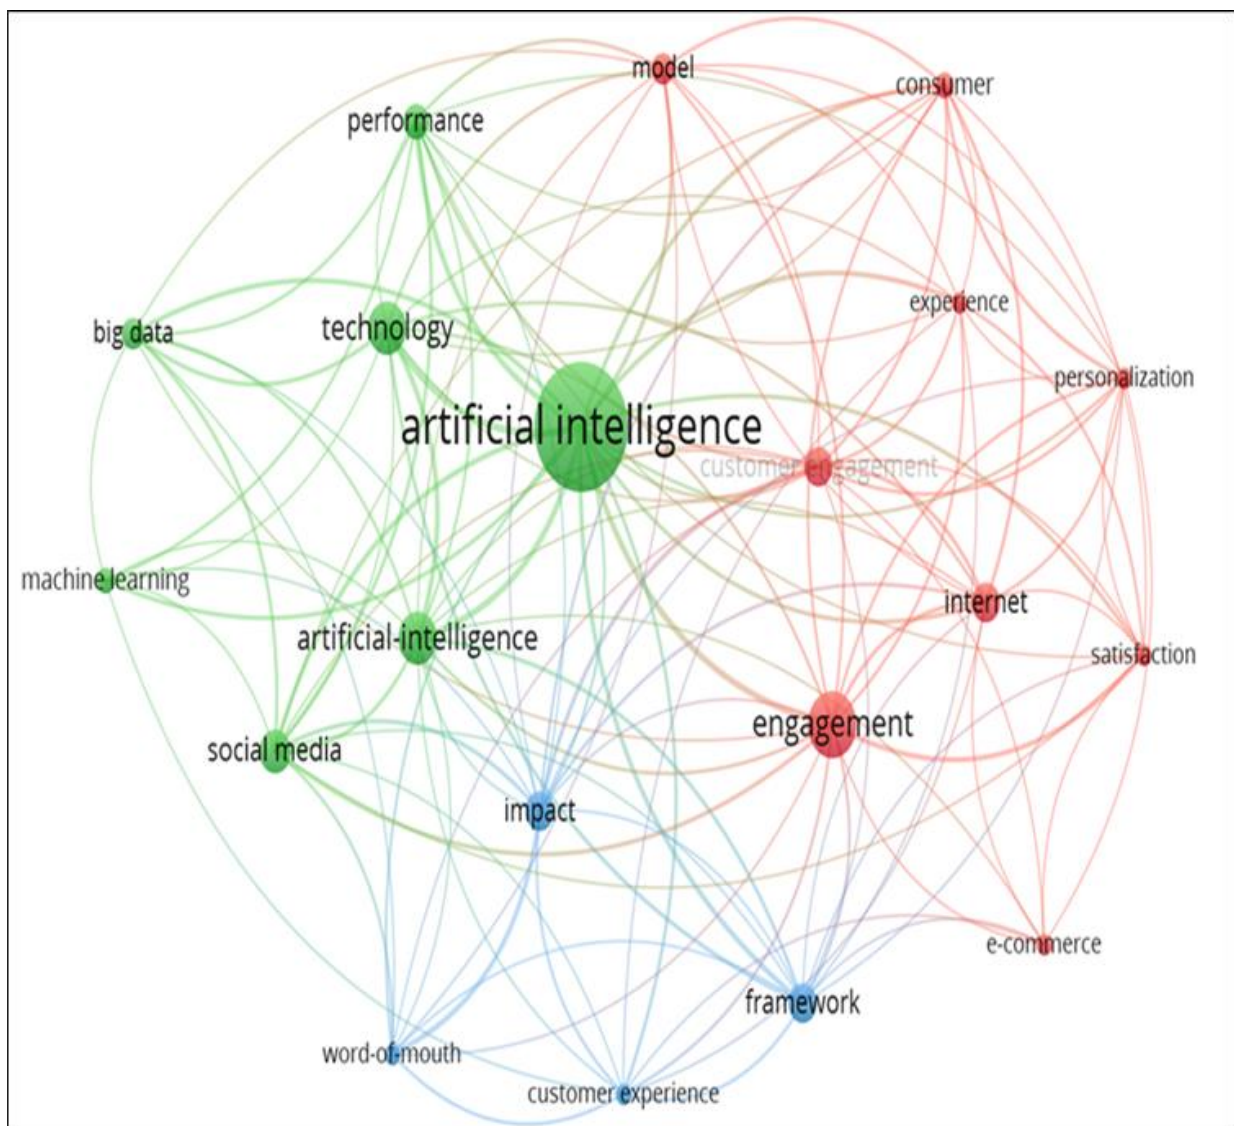 model
consumer
performance
experience
big data
technology
personalization
artificial intelligence
customer engagement
machine learning
internet
artificial-intelligence
satisfaction
engagement
social media
impact
e-commerce
framework
word-of-mouth
customer experience